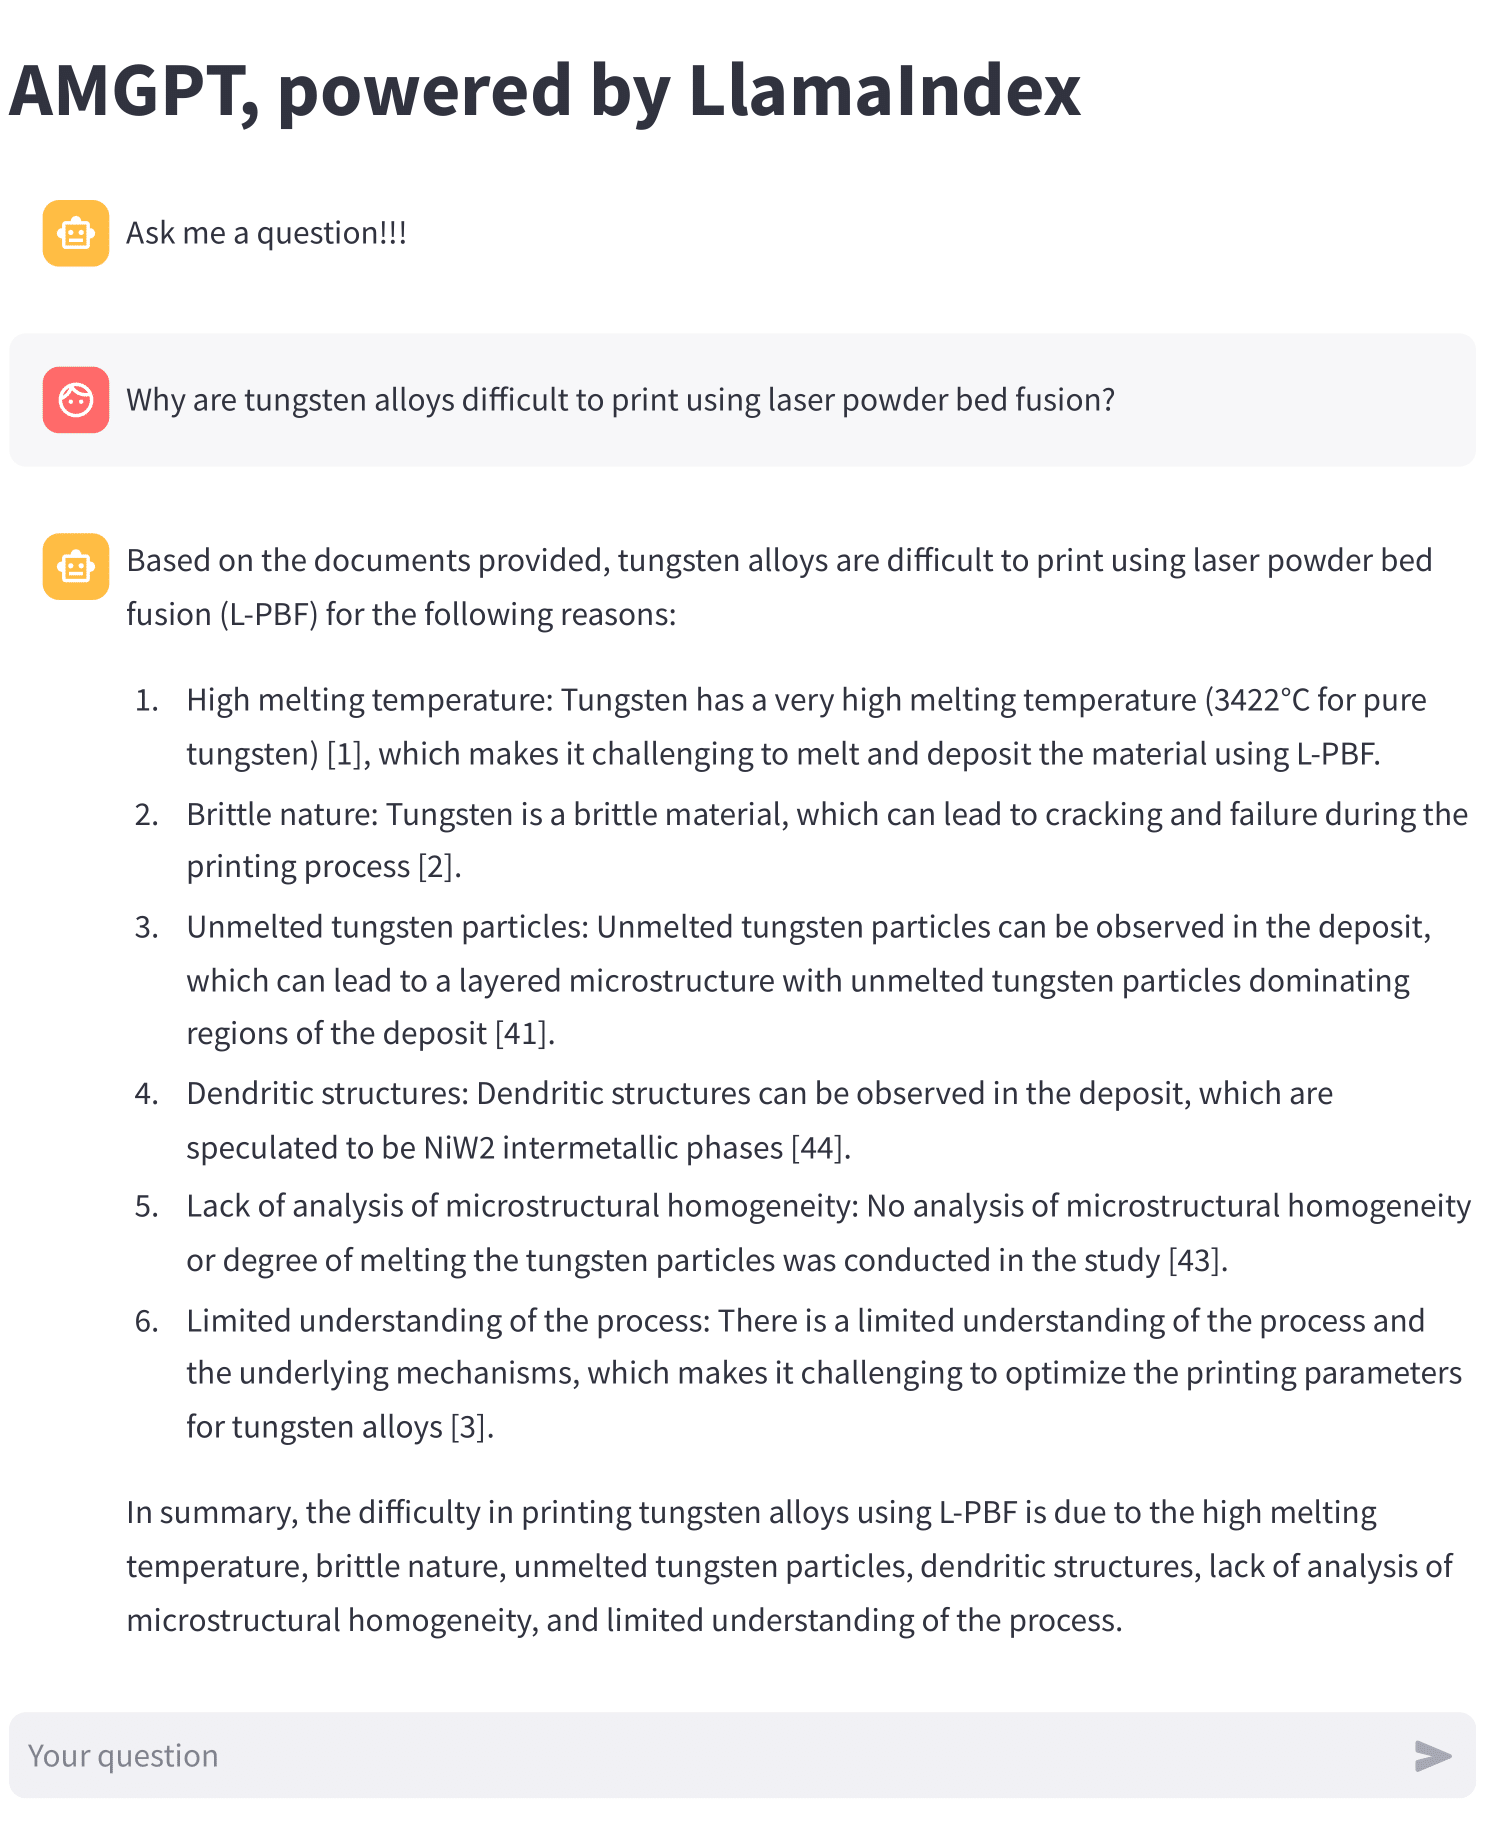 AMGPT, powered by LlamaIndex
Ask me a question!!!
Why are tungsten alloys difficult to print using laser powder bed fusion?
Based on the documents provided, tungsten alloys are difficult to print using laser powder bed
fusion (L-PBF) for the following reasons:
1. High melting temperature: Tungsten has a very high melting temperature (3422°C for pure
tungsten) [1], which makes it challenging to melt and deposit the material using L-PBF.
2. Brittle nature: Tungsten is a brittle material, which can lead to cracking and failure during the
printing process [2].
3. Unmelted tungsten particles: Unmelted tungsten particles can be observed in the deposit,
which can lead to a layered microstructure with unmelted tungsten particles dominating
regions of the deposit [41].
4. Dendritic structures: Dendritic structures can be observed in the deposit, which are
speculated to be NiW2 intermetallic phases [44].
5. Lack of analysis of microstructural homogeneity: No analysis of microstructural homogeneity
or degree of melting the tungsten particles was conducted in the study [43].
6. Limited understanding of the process: There is a limited understanding of the process and
the underlying mechanisms, which makes it challenging to optimize the printing parameters
for tungsten alloys [3].
In summary, the difficulty in printing tungsten alloys using L-PBF is due to the high melting
temperature, brittle nature, unmelted tungsten particles, dendritic structures, lack of analysis of
microstructural homogeneity, and limited understanding of the process.
Your question